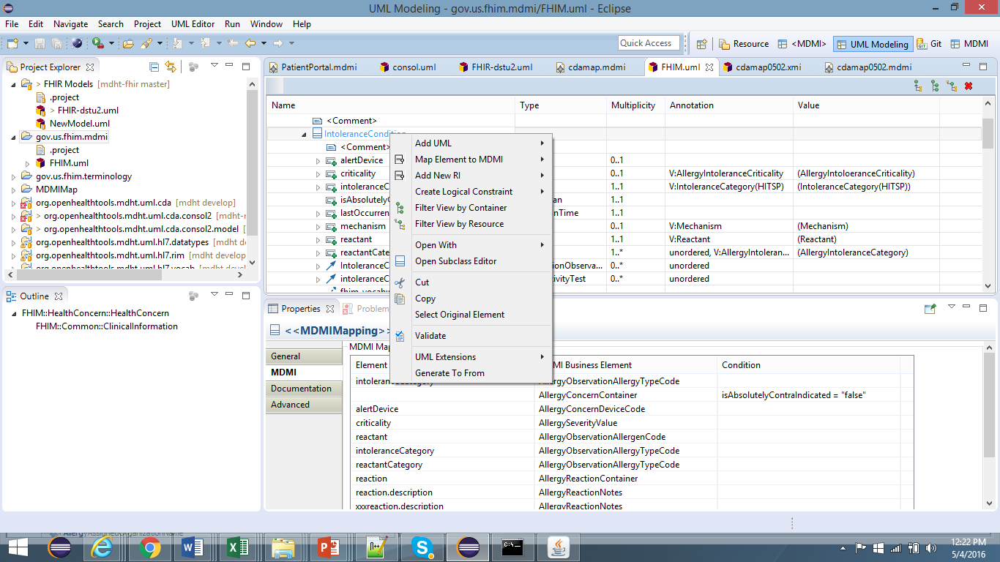 UML Modeling - gov.us.fhim.mdmi/FHIM.uml - Eclipse
File Edit Navigate Search Project UML Editor Run Window Help
Quick Access Resource <MDMI> UML Modeling Git MDMI
Project Explorer
> FHIR Models [mdht-fhir master]
.project
> FHIR-dstu2.uml
NewModel.uml
gov.us.fhim.mdmi
.project
FHIM.uml
gov.us.fhim.terminology
MDMIMap
org.openhealthtools.mdht.uml.cda [mdht develop]
> org.openhealthtools.mdht.uml.cda.consol2 [mdht-r
> org.openhealthtools.mdht.uml.cda.consol2.model [
org.openhealthtools.mdht.uml.hl7.datatypes [mdht de
org.openhealthtools.mdht.uml.hl7.rim [mdht develop
org.openhealthtools.mdht.uml.hl7.vocab [mdht devel
Outline
FHIM::HealthConcern::HealthConcern
FHIM::Common::ClinicalInformation
PatientPortal.mdmi consol.uml FHIR-dstu2.uml cdamap.mdmi FHIM.uml cdamap0502.xmi cdamap0502.mdmi
Name Type Multiplicity Annotation Value
<Comment>
IntoleranceCondition
<Comment>
alertDevice 0..1
criticality 0..1 V:AllergyIntoleranceCriticality (AllergyIntoloeranceCriticality)
intoleranceC 1..1 V:IntoleranceCategory(HITSP) (IntoleranceCategory(HITSP))
isAbsolutelyC an 1..1
lastOccurren nTime 1..1
mechanism 0..1 V:Mechanism (Mechanism)
reactant 1..1 V:Reactant (Reactant)
reactantCate 1..* unordered, V:AllergyIntoleran... (AllergyIntoleranceCategory)
IntoleranceC ionObserva... 0..* unordered
intoleranceC ivityTest 0..* unordered
fhim-vocabu
Add UML
Map Element to MDMI
Add New RI
Create Logical Constraint
Filter View by Container
Filter View by Resource
Open With
Open Subclass Editor
Cut
Copy
Select Original Element
Validate
UML Extensions
Generate To From
Properties Problem
<<MDMIMapping>>
General
MDMI
Documentation
Advanced
MDMI Map
Element MI Business Element Condition
intoleranceCategory AllergyObservationAllergyTypeCode
AllergyConcernContainer isAbsolutelyContraIndicated = "false"
alertDevice AllergyConcernDeviceCode
criticality AllergySeverityValue
reactant AllergyObservationAllergenCode
intoleranceCategory AllergyObservationAllergyTypeCode
reactantCategory AllergyObservationAllergyTypeCode
reaction AllergyReactionContainer
reaction.description AllergyReactionNotes
xxxreaction.description AllergyReactionNotes
AllergyAssignedOrganizationName
12:22 PM
5/4/2016